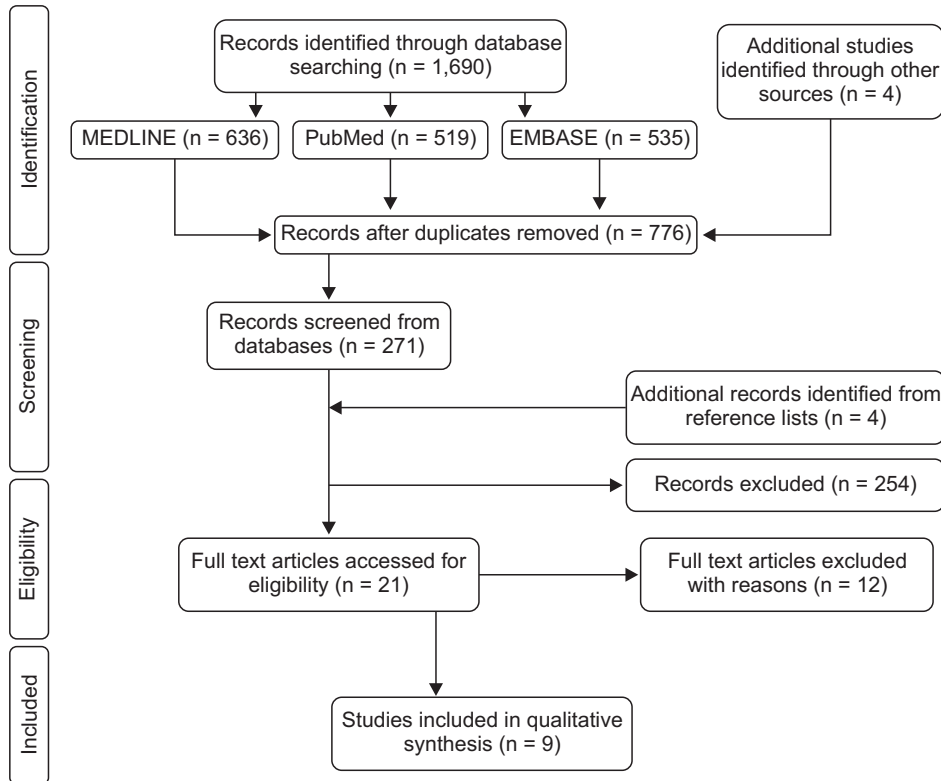 Identification
Records identified through database
searching (n = 1,690)
Additional studies
identified through other
sources (n = 4)
MEDLINE (n = 636)
PubMed (n = 519)
EMBASE (n = 535)
Records after duplicates removed (n = 776)
Screening
Records screened from
databases (n = 271)
Additional records identified from
reference lists (n = 4)
Records excluded (n = 254)
Eligibility
Full text articles accessed for
eligibility (n = 21)
Full text articles excluded
with reasons (n = 12)
Included
Studies included in qualitative
synthesis (n = 9)